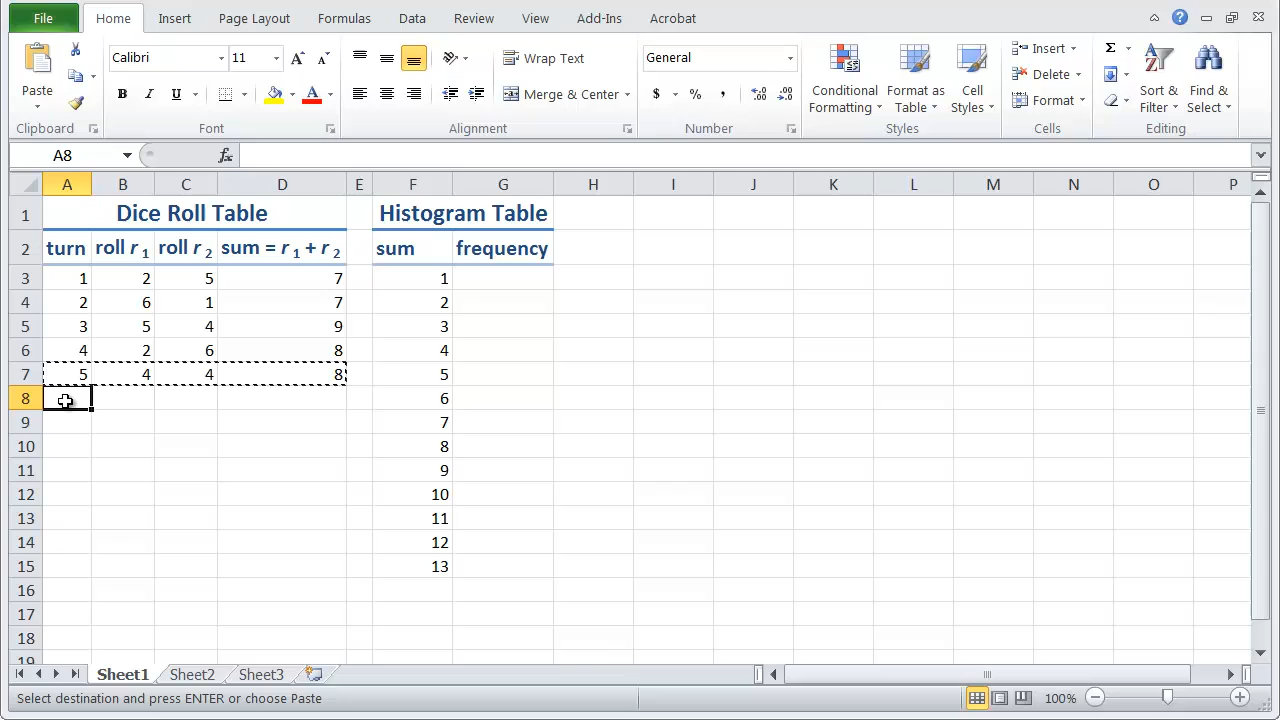 File Home Insert Page Layout Formulas Data Review View Add-Ins Acrobat
Calibri 11 Wrap Text General Insert Σ
Paste Conditional Formatting Format as Table Cell Styles Delete Sort & Filter Find & Select
B I U A Merge & Center $ % , Format
Clipboard Font Alignment Number Styles Cells Editing
A8 fx
A B C D E F G H I J K L M N O P
1 Dice Roll Table Histogram Table
2 turn roll r 1 roll r 2 sum = r 1 + r 2 sum frequency
3 1 2 5 7 1
4 2 6 1 7 2
5 3 5 4 9 3
6 4 2 6 8 4
7 5 4 4 8 5
8 6
9 7
10 8
11 9
12 10
13 11
14 12
15 13
16
17
18
19
Sheet1 Sheet2 Sheet3
Select destination and press ENTER or choose Paste 100%